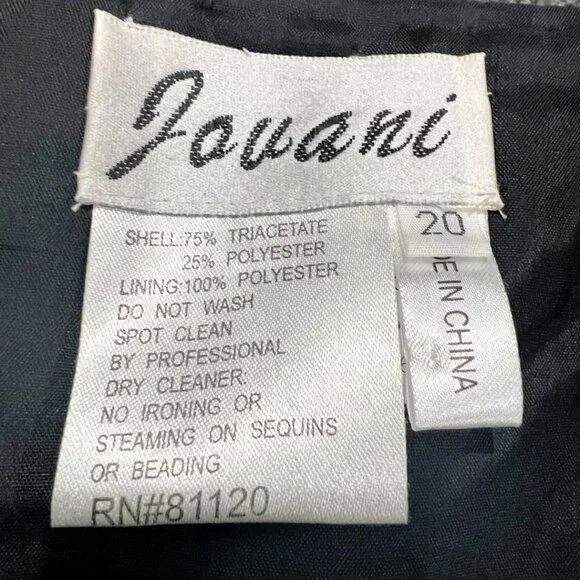 Jovani
SHELL:75% TRIACETATE
25% POLYESTER
LINING:100% POLYESTER
DO NOT WASH
SPOT CLEAN
BY PROFESSIONAL
DRY CLEANER:
NO IRONING OR
STEAMING ON SEQUINS
OR BEADING
RN#81120
20
DE IN CHINA